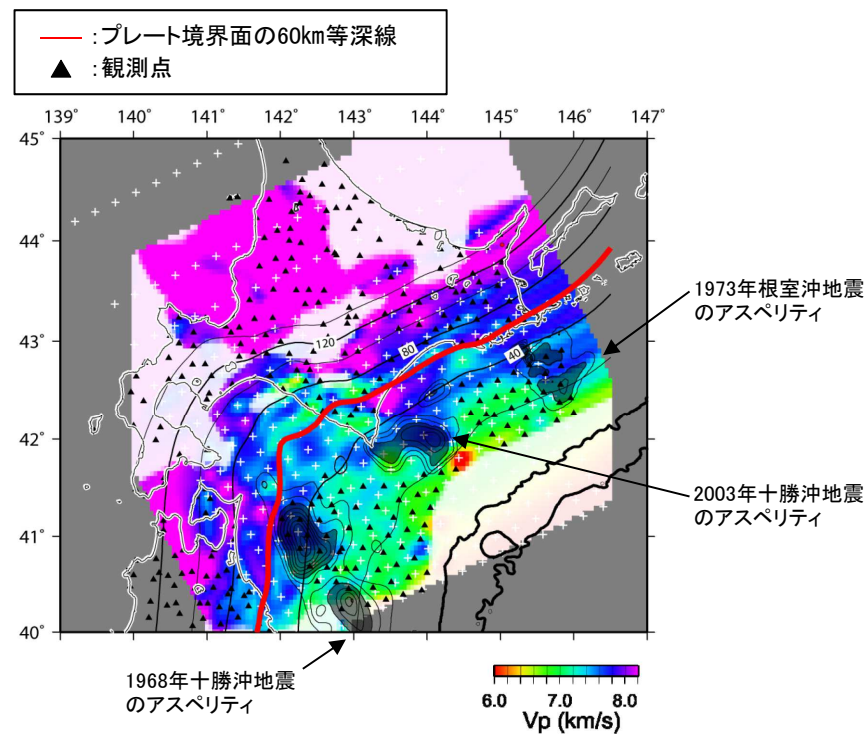 ：プレート境界面の60km等深線
：観測点
139° 140° 141° 142° 143° 144° 145° 146° 147°
45°
44°
43°
42°
41°
40°
120
80
40
1973年根室沖地震
のアスペリティ
2003年十勝沖地震
のアスペリティ
1968年十勝沖地震
のアスペリティ
6.0 7.0 8.0
Vp (km/s)